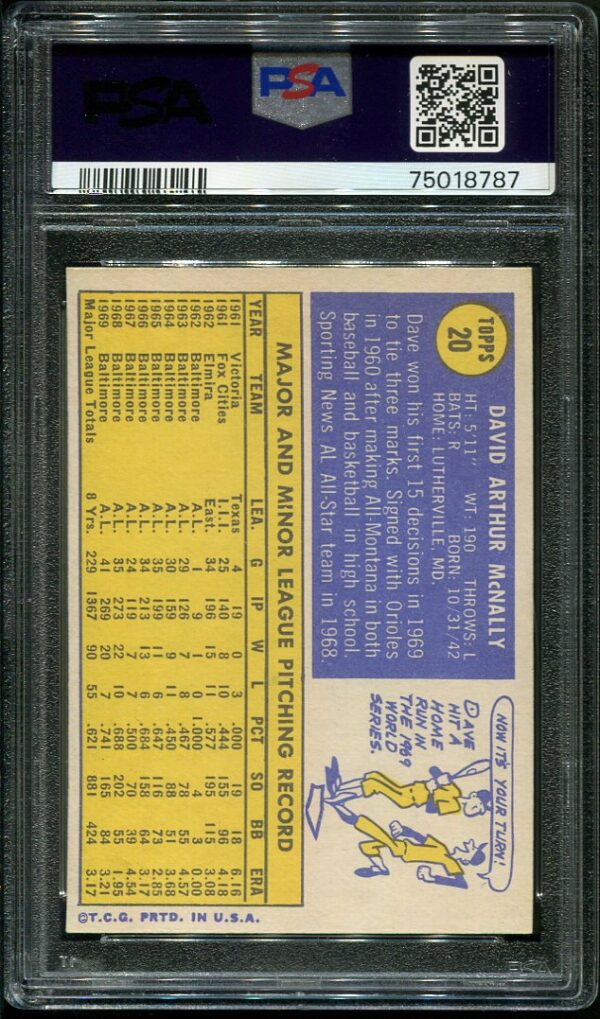 PSA
PSA
75018787
TOPPS
20
DAVID ARTHUR McNALLY
HT: 5'11" WT: 190 THROWS: L
BATS: R BORN: 10/31/42
HOME: LUTHERVILLE, MD.
Dave won his first 15 decisions in 1969
to tie three marks. Signed with Orioles
in 1960 after making All-Montana in both
baseball and basketball in high school.
Sporting News AL All-Star team in 1968.
NOW IT'S YOUR TURN!
DAVE
HIT A
HOME
RUN IN
THE 1969
WORLD
SERIES.
MAJOR AND MINOR LEAGUE PITCHING RECORD
YEAR TEAM LEA. G IP W L PCT SO BB ERA
1961 Victoria Texas 4 19 0 3 .000 19 18 6.16
1961 Fox Cities I.I.I. 25 140 8 10 .444 155 96 4.18
1962 Elmira East. 34 196 15 11 .577 195 115 3.08
1962 Baltimore A.L. 1 9 1 0 1.000 4 3 0.00
1963 Baltimore A.L. 29 126 7 8 .467 78 55 4.57
1964 Baltimore A.L. 30 159 9 11 .450 88 51 3.68
1965 Baltimore A.L. 35 199 11 6 .647 116 73 2.85
1966 Baltimore A.L. 34 213 13 6 .684 158 64 3.17
1967 Baltimore A.L. 24 119 7 7 .500 70 39 4.54
1968 Baltimore A.L. 35 273 22 10 .688 202 55 1.95
1969 Baltimore A.L. 41 269 20 7 .741 165 84 3.21
Major League Totals 8 Yrs. 229 1367 90 55 .621 881 424 3.17
©T.C.G. PRTD. IN U.S.A.
PSA